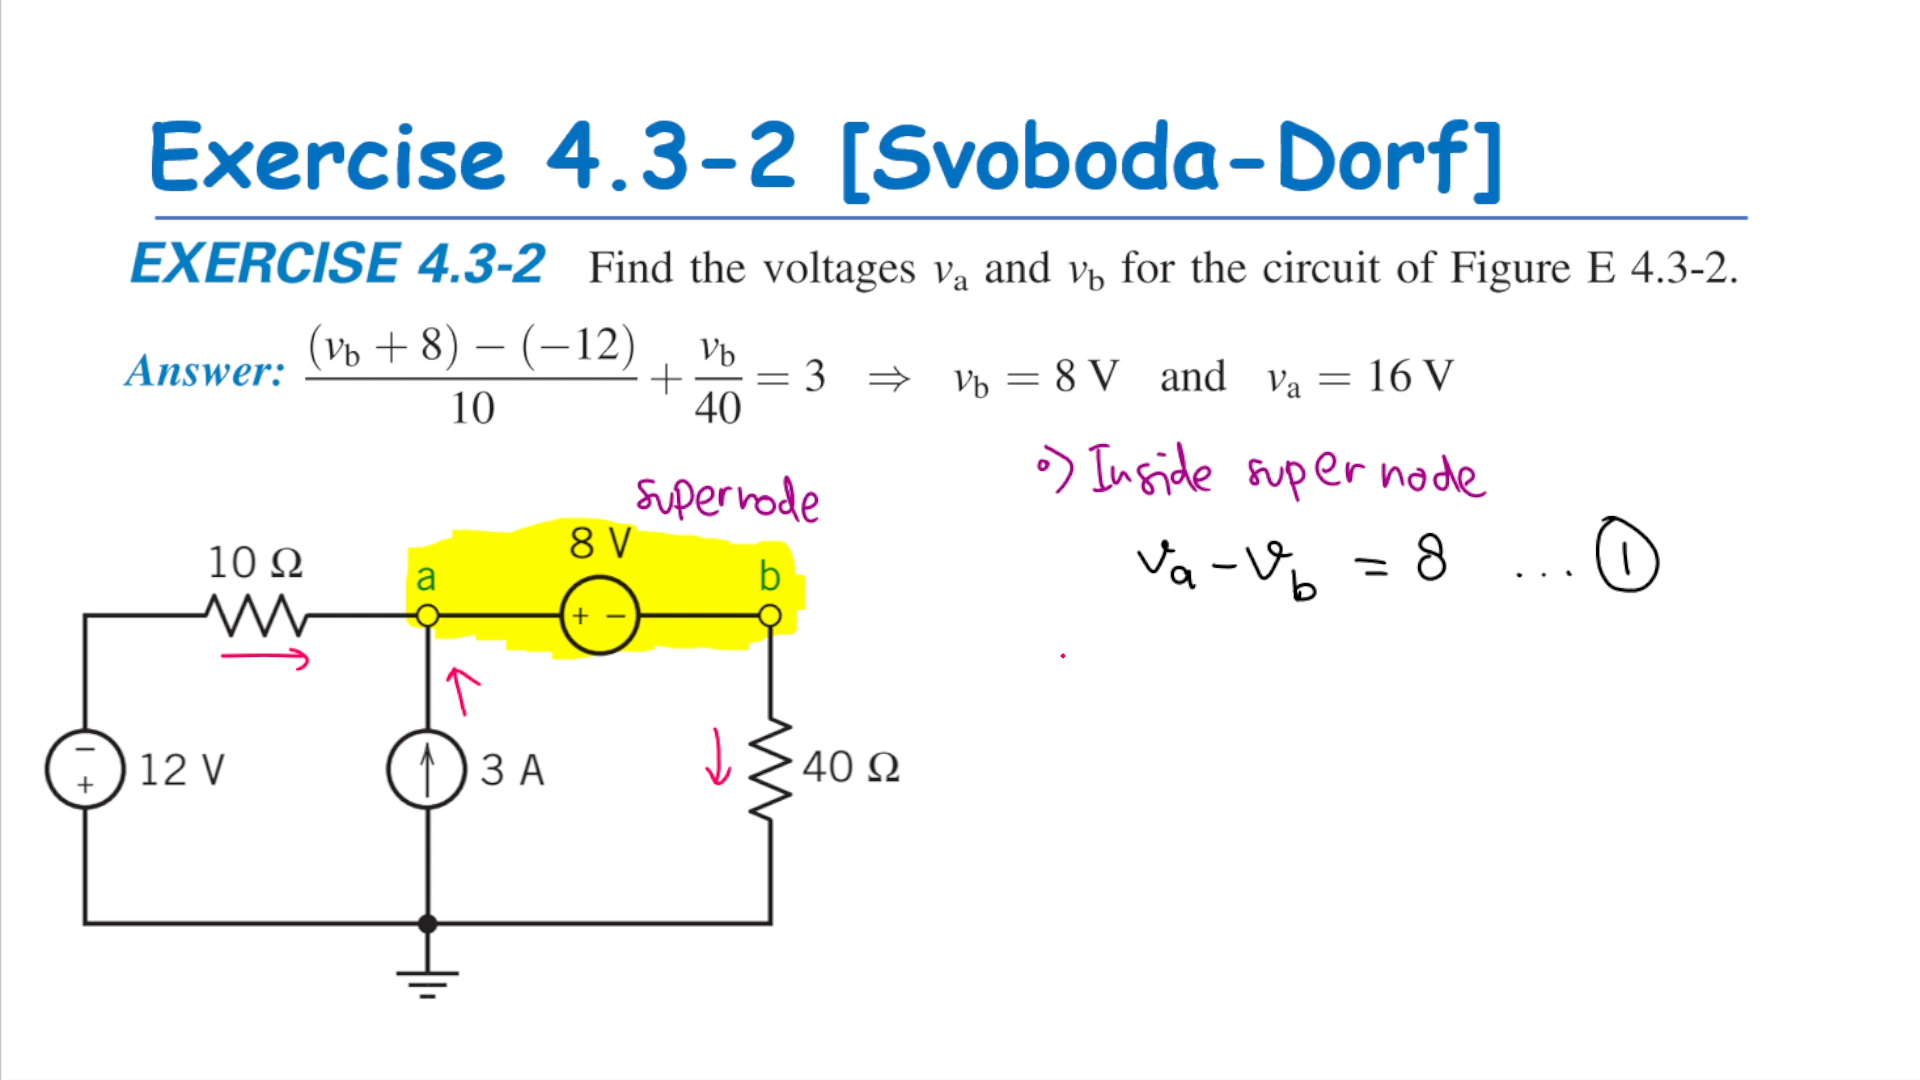 Exercise 4.3-2 [Svoboda-Dorf]
EXERCISE 4.3-2 Find the voltages va and vb for the circuit of Figure E 4.3-2.
Answer: (vb + 8) − (−12) / 10 + vb / 40 = 3 ⇒ vb = 8 V and va = 16 V
°) Inside supernode
supernode
va − vb = 8 ... ①
8 V
10 Ω
a
b
+ −
−
+
12 V
3 A
40 Ω